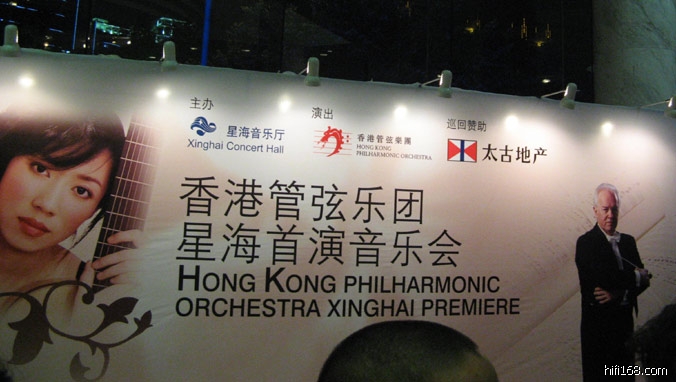 主办
星海音乐厅
Xinghai Concert Hall
演出
香港管弦樂團
HONG KONG
PHILHARMONIC ORCHESTRA
巡回赞助
太古地产
香港管弦乐团
星海首演音乐会
HONG KONG PHILHARMONIC
ORCHESTRA XINGHAI PREMIERE
hifi168.com